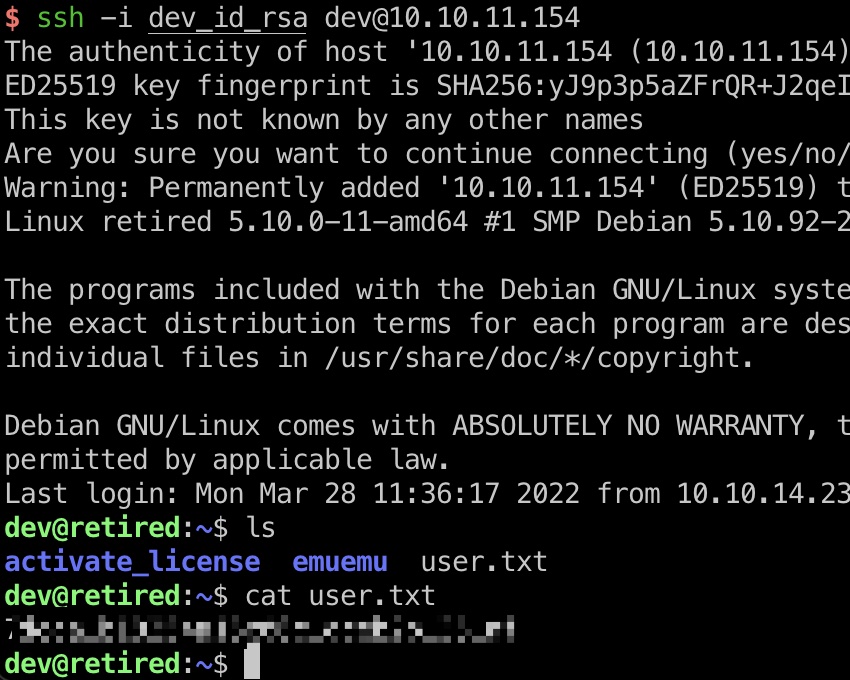 $ ssh -i dev_id_rsa dev@10.10.11.154
The authenticity of host '10.10.11.154 (10.10.11.154)
ED25519 key fingerprint is SHA256:yJ9p3p5aZFrQR+J2qeI
This key is not known by any other names
Are you sure you want to continue connecting (yes/no/
Warning: Permanently added '10.10.11.154' (ED25519) t
Linux retired 5.10.0-11-amd64 #1 SMP Debian 5.10.92-2
The programs included with the Debian GNU/Linux syste
the exact distribution terms for each program are des
individual files in /usr/share/doc/*/copyright.
Debian GNU/Linux comes with ABSOLUTELY NO WARRANTY, t
permitted by applicable law.
Last login: Mon Mar 28 11:36:17 2022 from 10.10.14.23
dev@retired:~$ ls
activate_license  emuemu  user.txt
dev@retired:~$ cat user.txt
dev@retired:~$